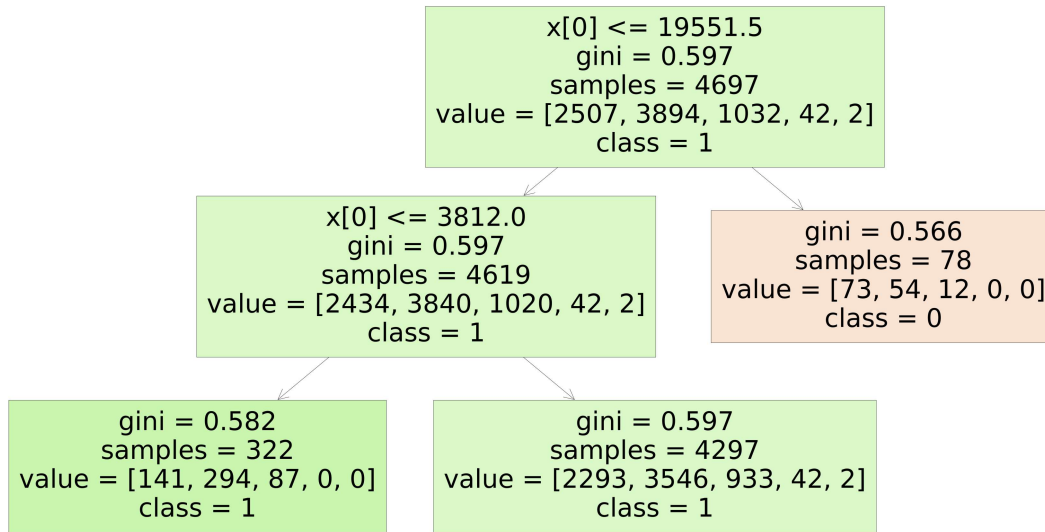 x[0] <= 19551.5
gini = 0.597
samples = 4697
value = [2507, 3894, 1032, 42, 2]
class = 1
x[0] <= 3812.0
gini = 0.597
samples = 4619
value = [2434, 3840, 1020, 42, 2]
class = 1
gini = 0.566
samples = 78
value = [73, 54, 12, 0, 0]
class = 0
gini = 0.582
samples = 322
value = [141, 294, 87, 0, 0]
class = 1
gini = 0.597
samples = 4297
value = [2293, 3546, 933, 42, 2]
class = 1